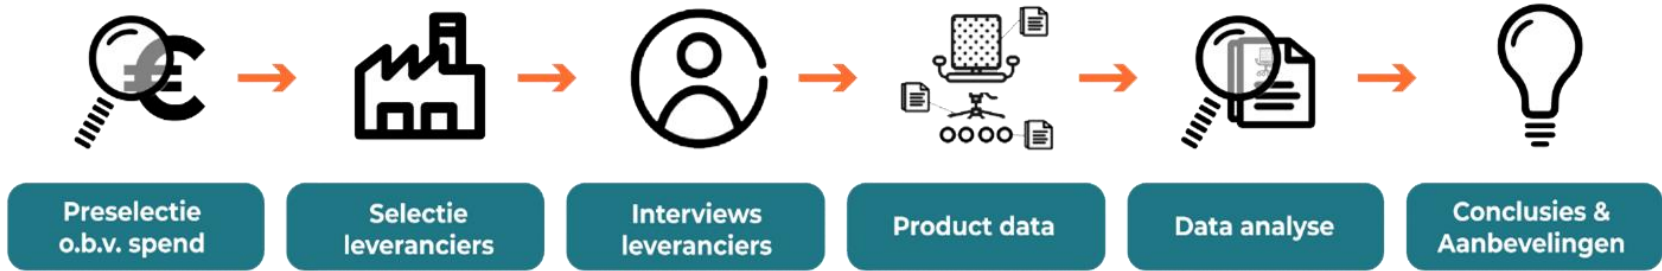 Preselectie
o.b.v. spend
Selectie
leveranciers
Interviews
leveranciers
Product data
Data analyse
Conclusies &
Aanbevelingen